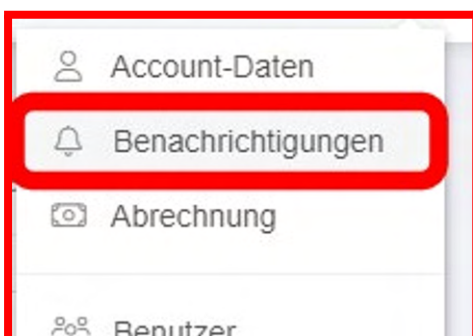 Account-Daten
Benachrichtigungen
Abrechnung
Benutzer